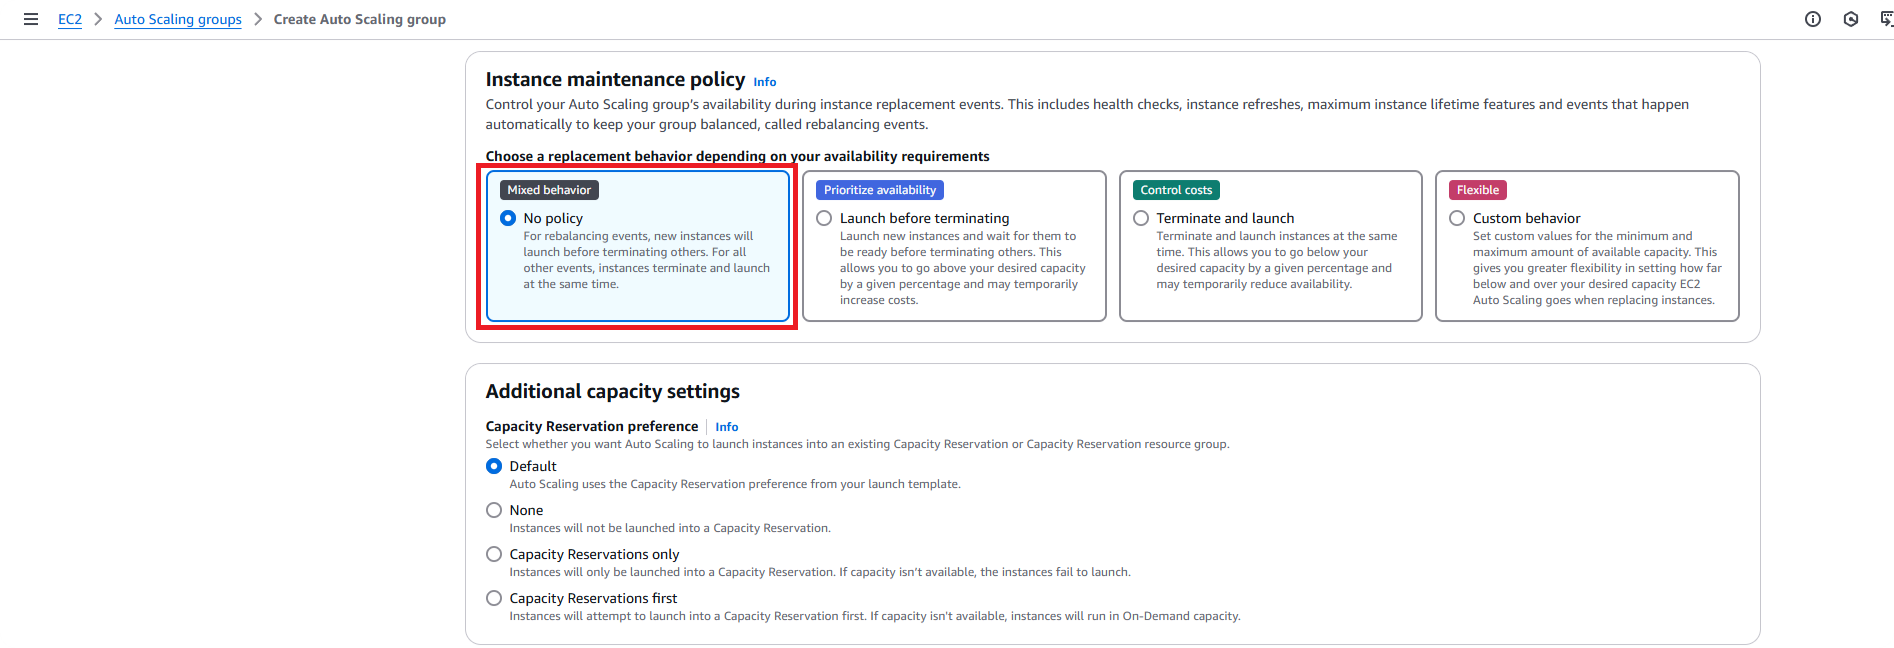 EC2 > Auto Scaling groups > Create Auto Scaling group
Instance maintenance policy Info
Control your Auto Scaling group's availability during instance replacement events. This includes health checks, instance refreshes, maximum instance lifetime features and events that happen
automatically to keep your group balanced, called rebalancing events.
Choose a replacement behavior depending on your availability requirements
Mixed behavior
No policy
For rebalancing events, new instances will
launch before terminating others. For all
other events, instances terminate and launch
at the same time.
Prioritize availability
Launch before terminating
Launch new instances and wait for them to
be ready before terminating others. This
allows you to go above your desired capacity
by a given percentage and may temporarily
increase costs.
Control costs
Terminate and launch
Terminate and launch instances at the same
time. This allows you to go below your
desired capacity by a given percentage and
may temporarily reduce availability.
Flexible
Custom behavior
Set custom values for the minimum and
maximum amount of available capacity. This
gives you greater flexibility in setting how far
below and over your desired capacity EC2
Auto Scaling goes when replacing instances.
Additional capacity settings
Capacity Reservation preference Info
Select whether you want Auto Scaling to launch instances into an existing Capacity Reservation or Capacity Reservation resource group.
Default
Auto Scaling uses the Capacity Reservation preference from your launch template.
None
Instances will not be launched into a Capacity Reservation.
Capacity Reservations only
Instances will only be launched into a Capacity Reservation. If capacity isn't available, the instances fail to launch.
Capacity Reservations first
Instances will attempt to launch into a Capacity Reservation first. If capacity isn't available, instances will run in On-Demand capacity.